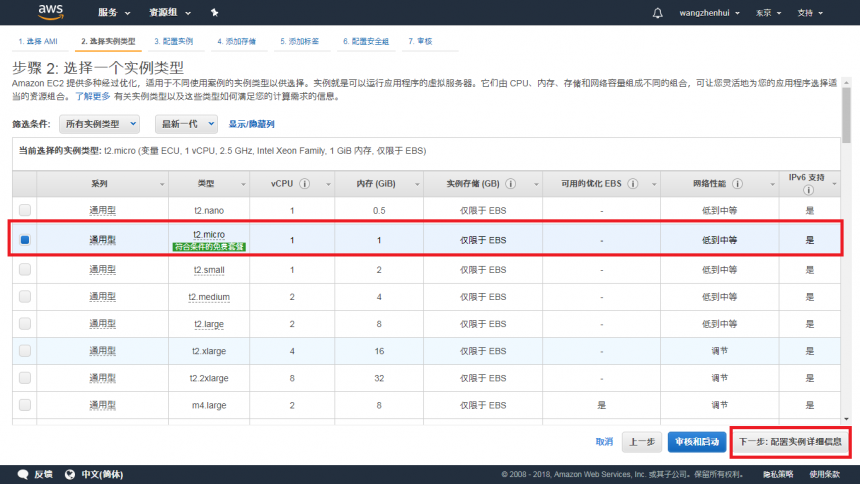 aws 服务 资源组 wangzhenhui 东京 支持
1. 选择 AMI 2. 选择实例类型 3. 配置实例 4. 添加存储 5. 添加标签 6. 配置安全组 7. 审核
步骤 2: 选择一个实例类型
Amazon EC2 提供多种经过优化，适用于不同使用案例的实例类型以供选择。实例就是可以运行应用程序的虚拟服务器。它们由 CPU、内存、存储和网络容量组成不同的组合，可让您灵活地为您的应用程序选择适
当的资源组合。 了解更多 有关实例类型以及这些类型如何满足您的计算需求的信息。
筛选条件: 所有实例类型 最新一代 显示/隐藏列
当前选择的实例类型: t2.micro (变量 ECU, 1 vCPU, 2.5 GHz, Intel Xeon Family, 1 GiB 内存, 仅限于 EBS)
系列 类型 vCPU 内存 (GiB) 实例存储 (GB) 可用的优化 EBS 网络性能 IPv6 支持
通用型 t2.nano 1 0.5 仅限于 EBS - 低到中等 是
通用型 t2.micro 1 1 仅限于 EBS - 低到中等 是
符合条件的免费套餐
通用型 t2.small 1 2 仅限于 EBS - 低到中等 是
通用型 t2.medium 2 4 仅限于 EBS - 低到中等 是
通用型 t2.large 2 8 仅限于 EBS - 低到中等 是
通用型 t2.xlarge 4 16 仅限于 EBS - 调节 是
通用型 t2.2xlarge 8 32 仅限于 EBS - 调节 是
通用型 m4.large 2 8 仅限于 EBS 是 调节 是
取消 上一步 审核和启动 下一步: 配置实例详细信息
反馈 中文(简体) © 2008 - 2018, Amazon Web Services, Inc. 或其子公司。保留所有权利。 隐私策略 使用条款